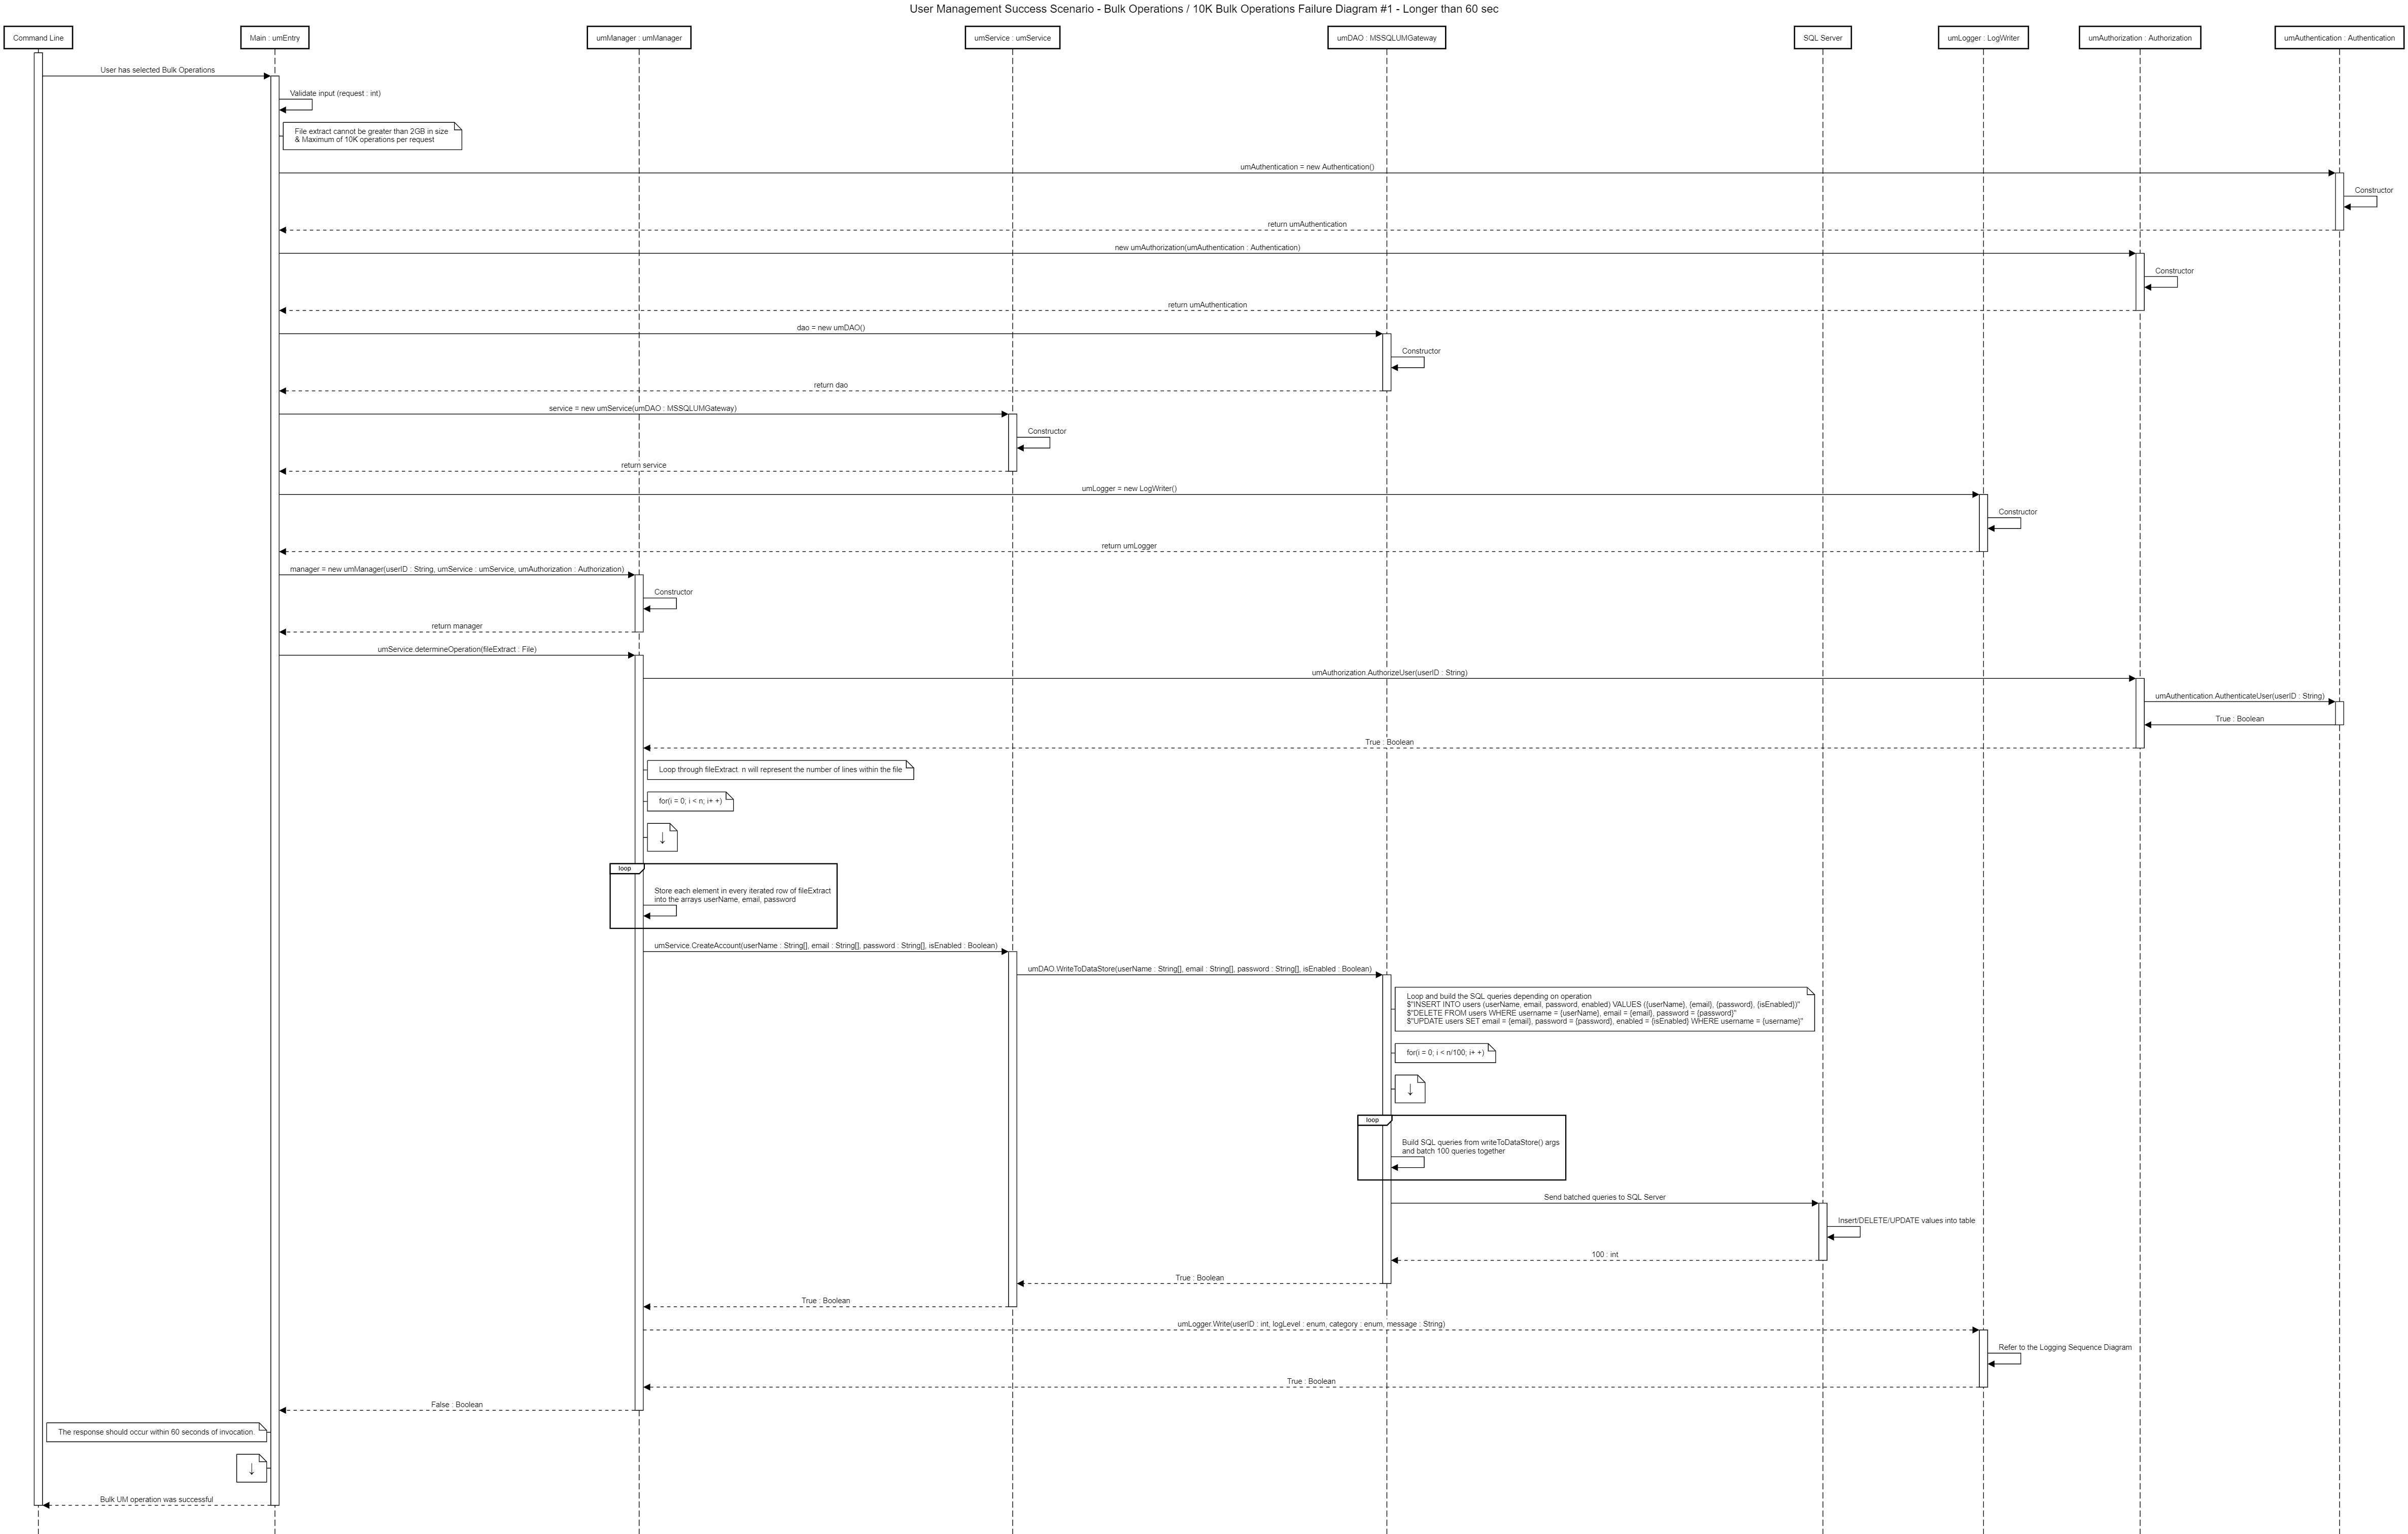 User Management Success Scenario - Bulk Operations / 10K Bulk Operations Failure Diagram #1 - Longer than 60 sec
Command Line
Main : umEntry
umManager : umManager
umService : umService
umDAO : MSSQLUMGateway
SQL Server
umLogger : LogWriter
umAuthorization : Authorization
umAuthentication : Authentication
User has selected Bulk Operations
Validate input (request : int)
File extract cannot be greater than 2GB in size
& Maximum of 10K operations per request
umAuthentication = new Authentication()
Constructor
return umAuthentication
new umAuthorization(umAuthentication : Authentication)
Constructor
return umAuthentication
dao = new umDAO()
Constructor
return dao
service = new umService(umDAO : MSSQLUMGateway)
Constructor
return service
umLogger = new LogWriter()
Constructor
return umLogger
manager = new umManager(userID : String, umService : umService, umAuthorization : Authorization)
Constructor
return manager
umService.determineOperation(fileExtract : File)
umAuthorization.AuthorizeUser(userID : String)
umAuthentication.AuthenticateUser(userID : String)
True : Boolean
True : Boolean
Loop through fileExtract. n will represent the number of lines within the file
for(i = 0; i < n; i+ +)
↓
loop
Store each element in every iterated row of fileExtract
into the arrays userName, email, password
umService.CreateAccount(userName : String[], email : String[], password : String[], isEnabled : Boolean)
umDAO.WriteToDataStore(userName : String[], email : String[], password : String[], isEnabled : Boolean)
Loop and build the SQL queries depending on operation
$"INSERT INTO users (userName, email, password, enabled) VALUES ({userName}, {email}, {password}, {isEnabled})"
$"DELETE FROM users WHERE username = {userName}, email = {email}, password = {password}"
$"UPDATE users SET email = {email}, password = {password}, enabled = {isEnabled} WHERE username = {username}"
for(i = 0; i < n/100; i+ +)
↓
loop
Build SQL queries from writeToDataStore() args
and batch 100 queries together
Send batched queries to SQL Server
Insert/DELETE/UPDATE values into table
100 : int
True : Boolean
True : Boolean
umLogger.Write(userID : int, logLevel : enum, category : enum, message : String)
Refer to the Logging Sequence Diagram
True : Boolean
False : Boolean
The response should occur within 60 seconds of invocation.
↓
Bulk UM operation was successful